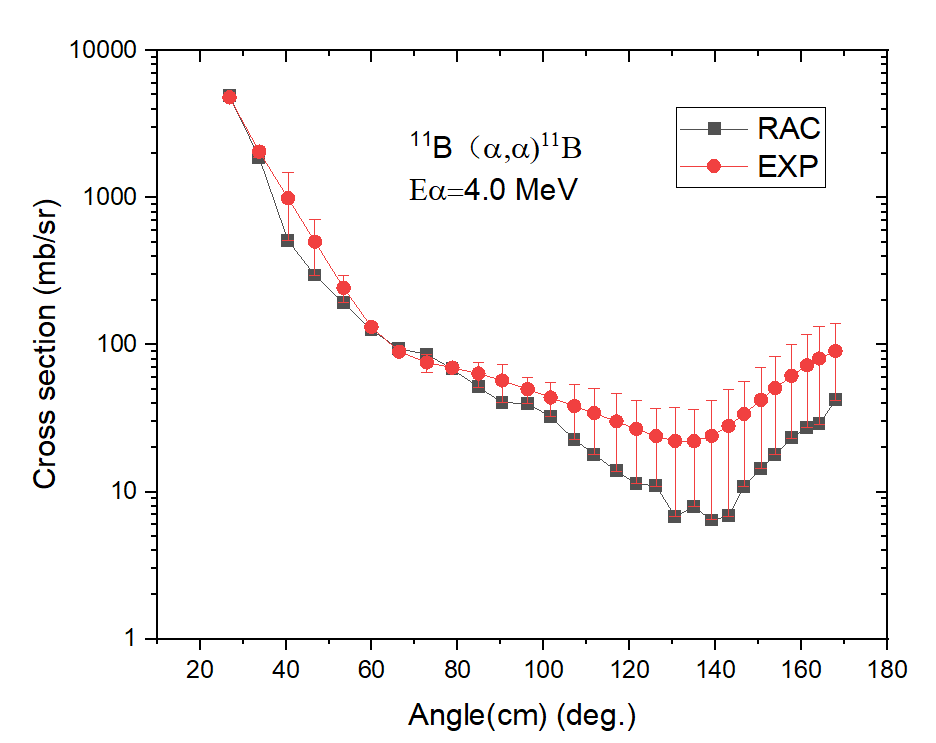 10000
1000
100
10
1
Cross section (mb/sr)
¹¹B （α,α)¹¹B
Eα=4.0 MeV
RAC
EXP
20 40 60 80 100 120 140 160 180
Angle(cm) (deg.)